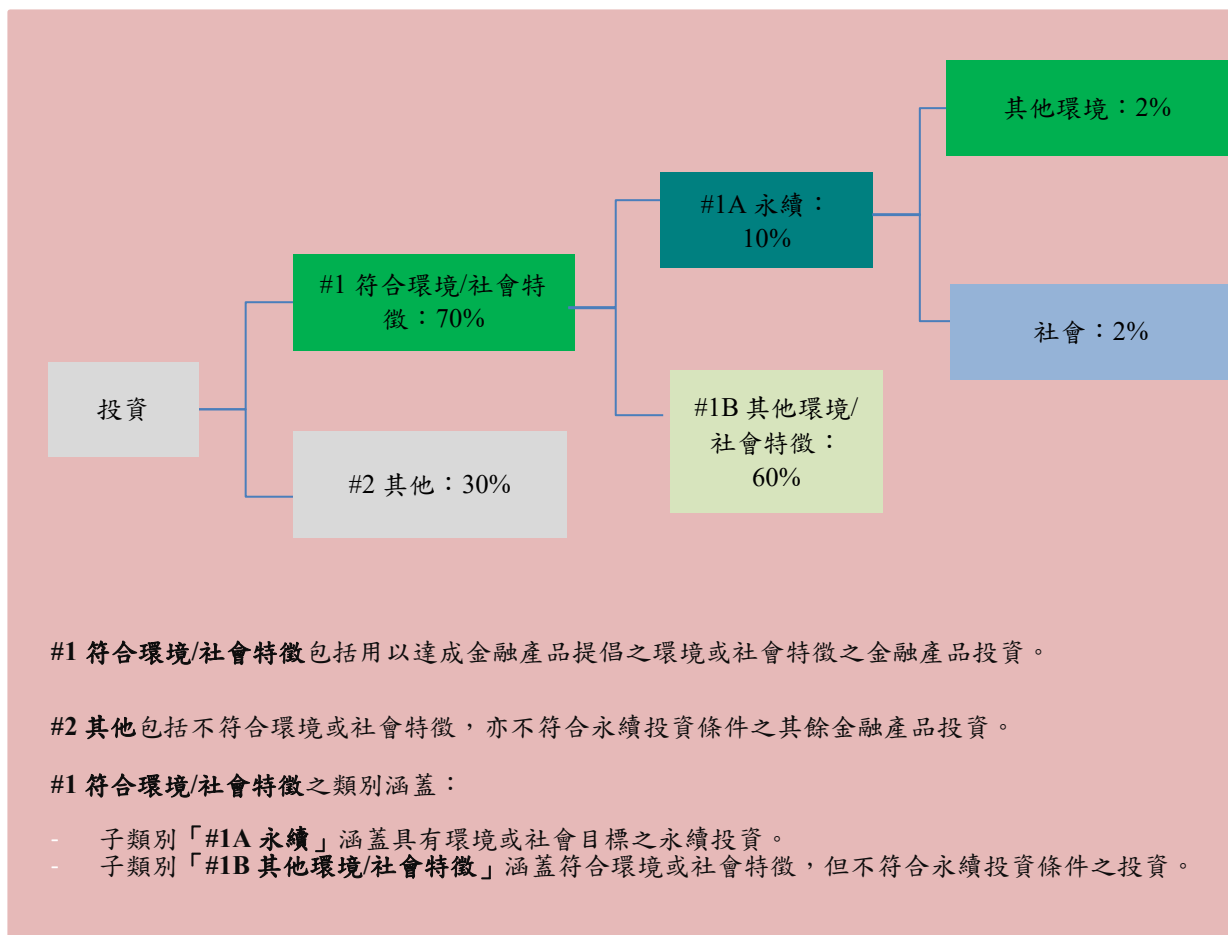 其他環境：2%
#1A 永續：
10%
#1 符合環境/社會特
徵：70%
社會：2%
投資
#1B 其他環境/
社會特徵：
60%
#2 其他：30%
#1 符合環境/社會特徵包括用以達成金融產品提倡之環境或社會特徵之金融產品投資。
#2 其他包括不符合環境或社會特徵，亦不符合永續投資條件之其餘金融產品投資。
#1 符合環境/社會特徵之類別涵蓋：
- 子類別「#1A 永續」涵蓋具有環境或社會目標之永續投資。
- 子類別「#1B 其他環境/社會特徵」涵蓋符合環境或社會特徵，但不符合永續投資條件之投資。